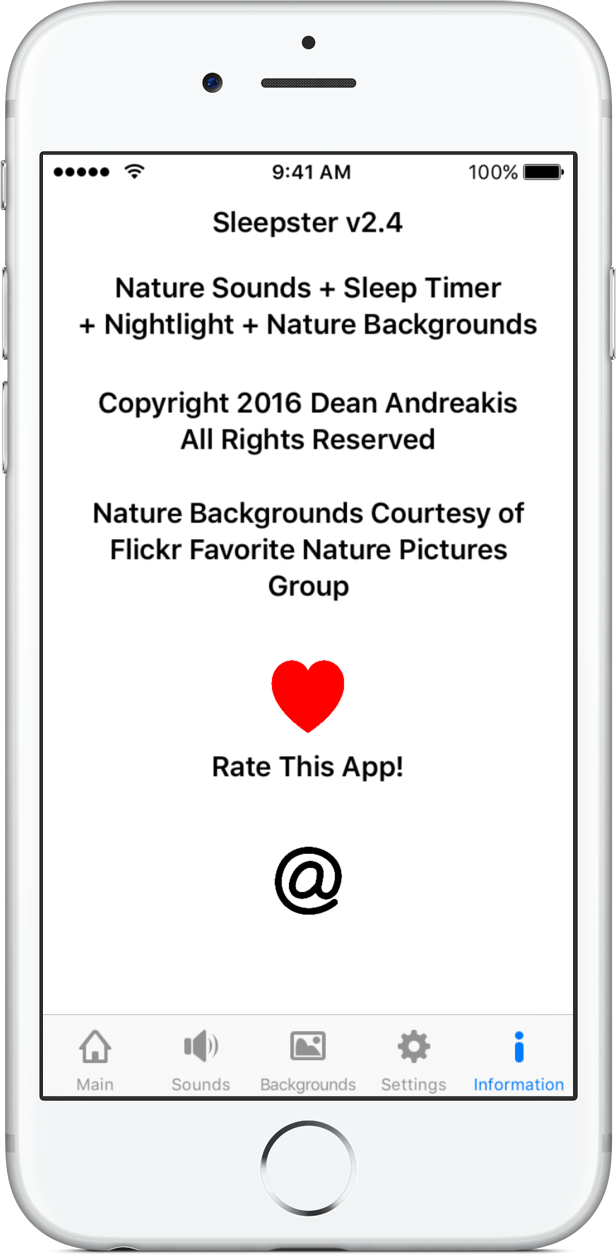 9:41 AM
100%
Sleepster v2.4
Nature Sounds + Sleep Timer
+ Nightlight + Nature Backgrounds
Copyright 2016 Dean Andreakis
All Rights Reserved
Nature Backgrounds Courtesy of
Flickr Favorite Nature Pictures
Group
Rate This App!
@
Main Sounds Backgrounds Settings Information